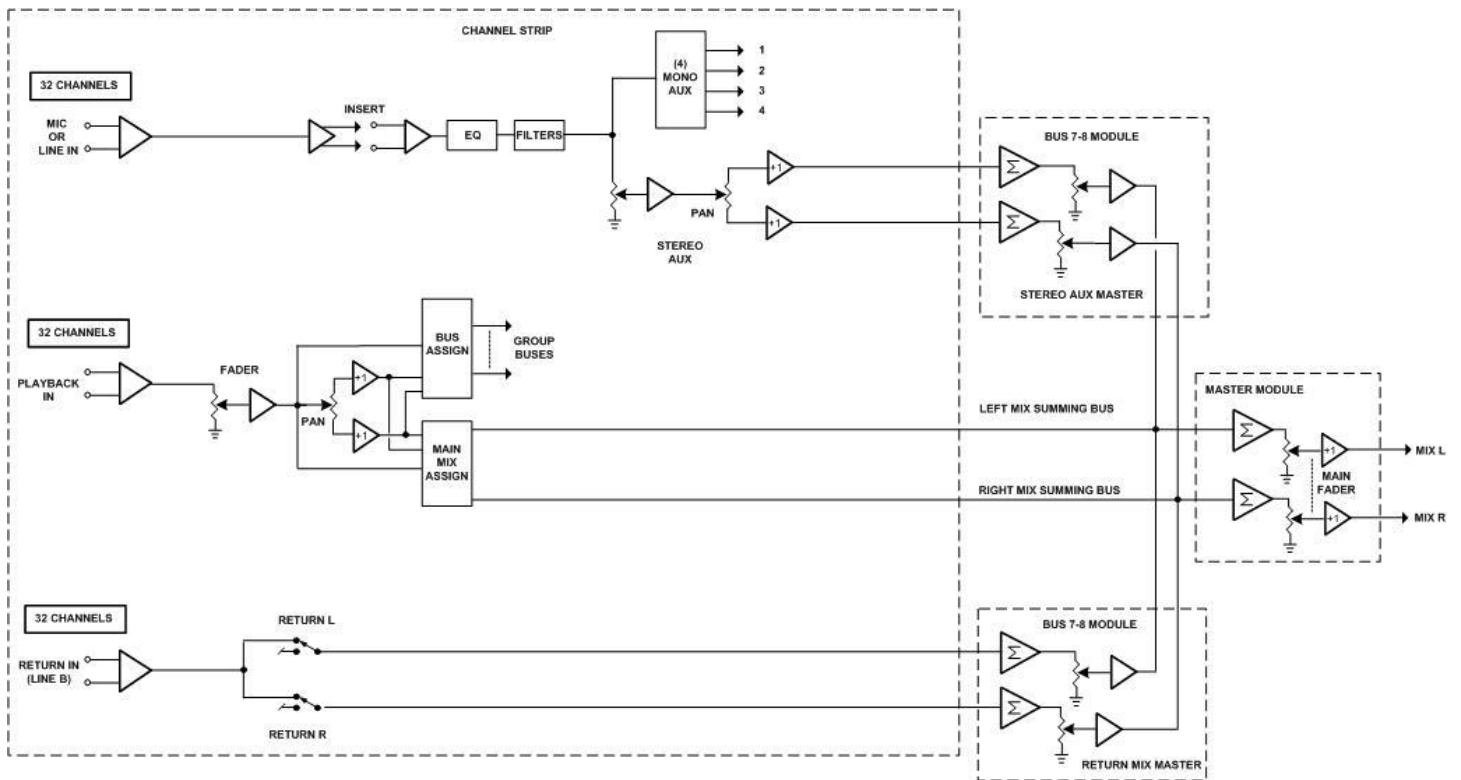 CHANNEL STRIP
32 CHANNELS
MIC
OR
LINE IN
INSERT
EQ
FILTERS
(4)
MONO
AUX
1
2
3
4
PAN
+1
+1
STEREO
AUX
BUS 7-8 MODULE
Σ
Σ
STEREO AUX MASTER
32 CHANNELS
PLAYBACK
IN
FADER
PAN
+1
+1
BUS
ASSIGN
GROUP
BUSES
MAIN
MIX
ASSIGN
LEFT MIX SUMMING BUS
RIGHT MIX SUMMING BUS
MASTER MODULE
Σ
Σ
+1
+1
MAIN
FADER
MIX L
MIX R
32 CHANNELS
RETURN IN
(LINE B)
RETURN L
RETURN R
BUS 7-8 MODULE
Σ
Σ
RETURN MIX MASTER